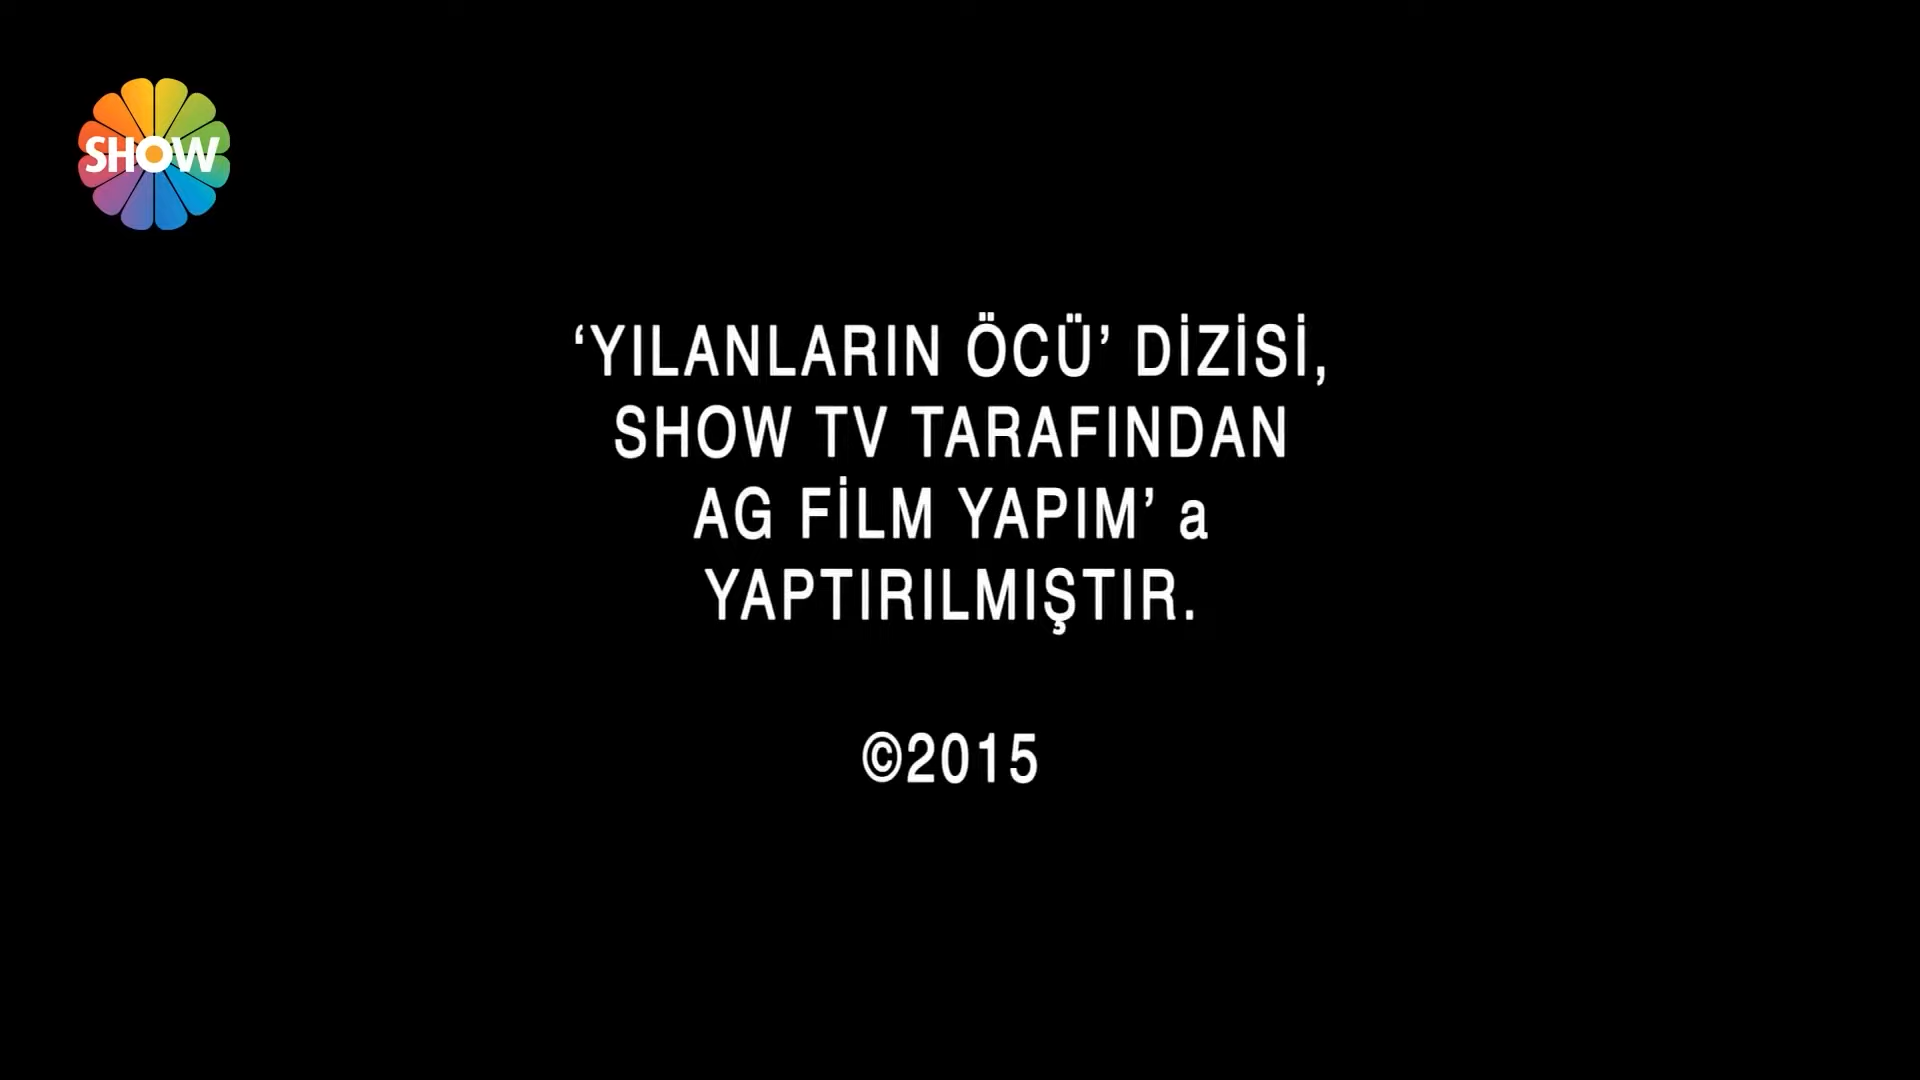 SHOW
‘YILANLARIN ÖCÜ’ DİZİSİ,
SHOW TV TARAFINDAN
AG FİLM YAPIM’ a
YAPTIRILMIŞTIR.
©2015